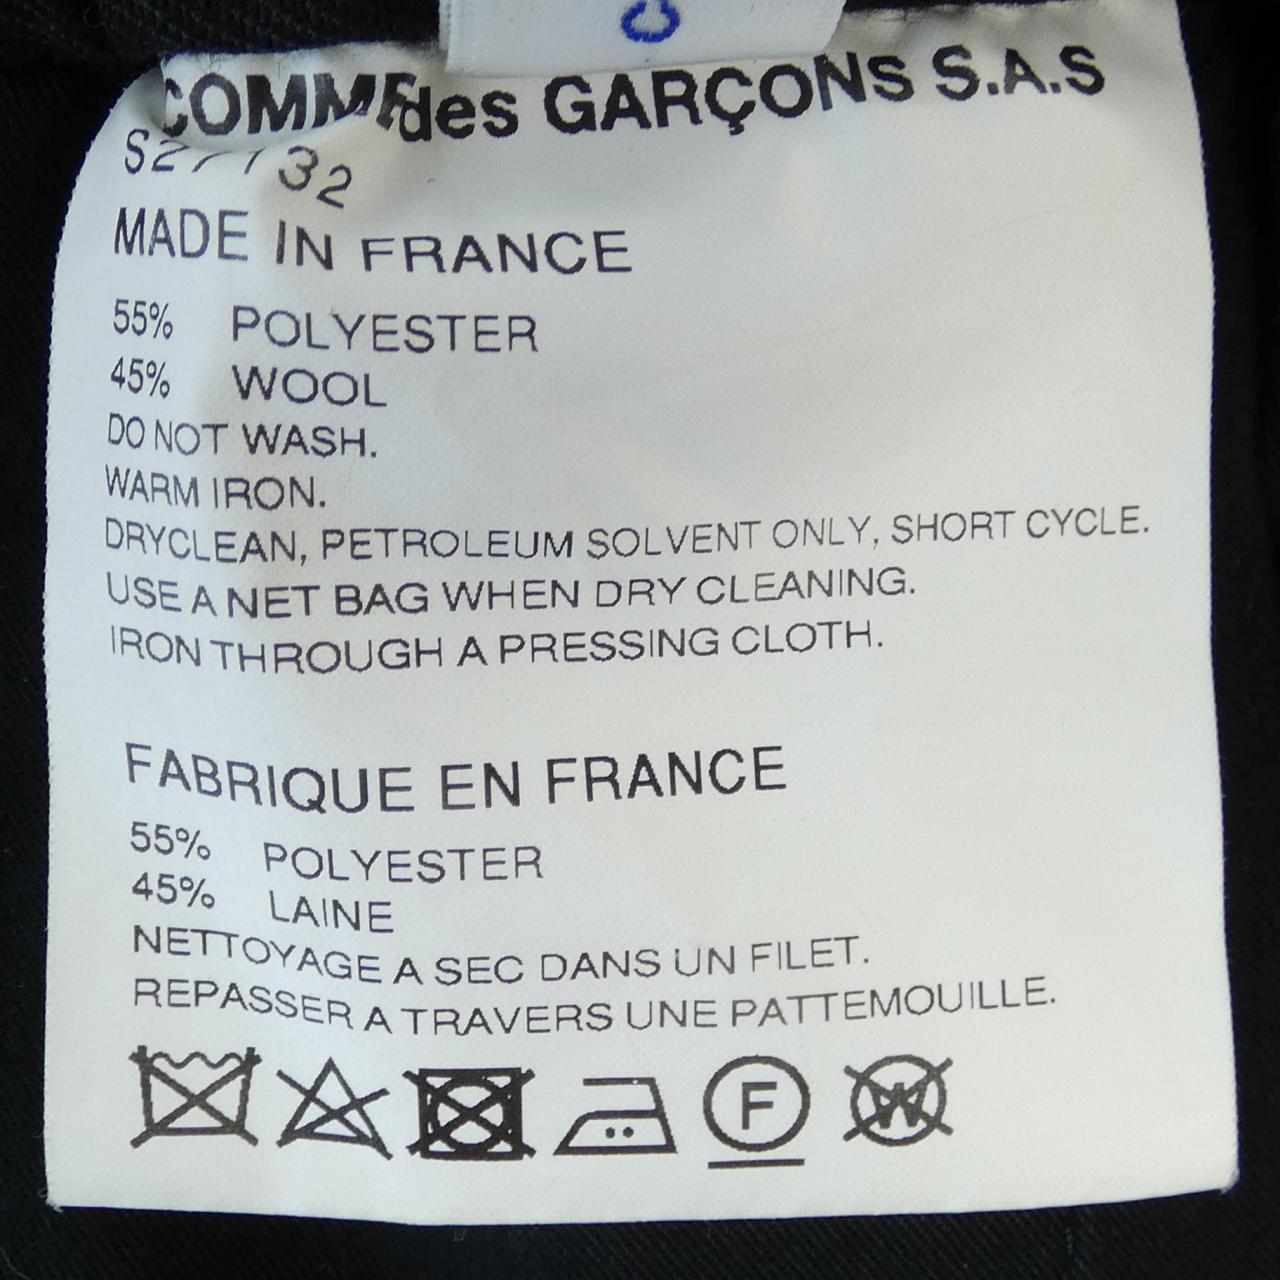 COMME des GARÇONS S.A.S
MADE IN FRANCE
55% POLYESTER
45% WOOL
DO NOT WASH.
WARM IRON.
DRYCLEAN, PETROLEUM SOLVENT ONLY, SHORT CYCLE.
USE A NET BAG WHEN DRY CLEANING.
IRON THROUGH A PRESSING CLOTH.
FABRIQUE EN FRANCE
55% POLYESTER
45% LAINE
NETTOYAGE A SEC DANS UN FILET.
REPASSER A TRAVERS UNE PATTEMOUILLE.
F W